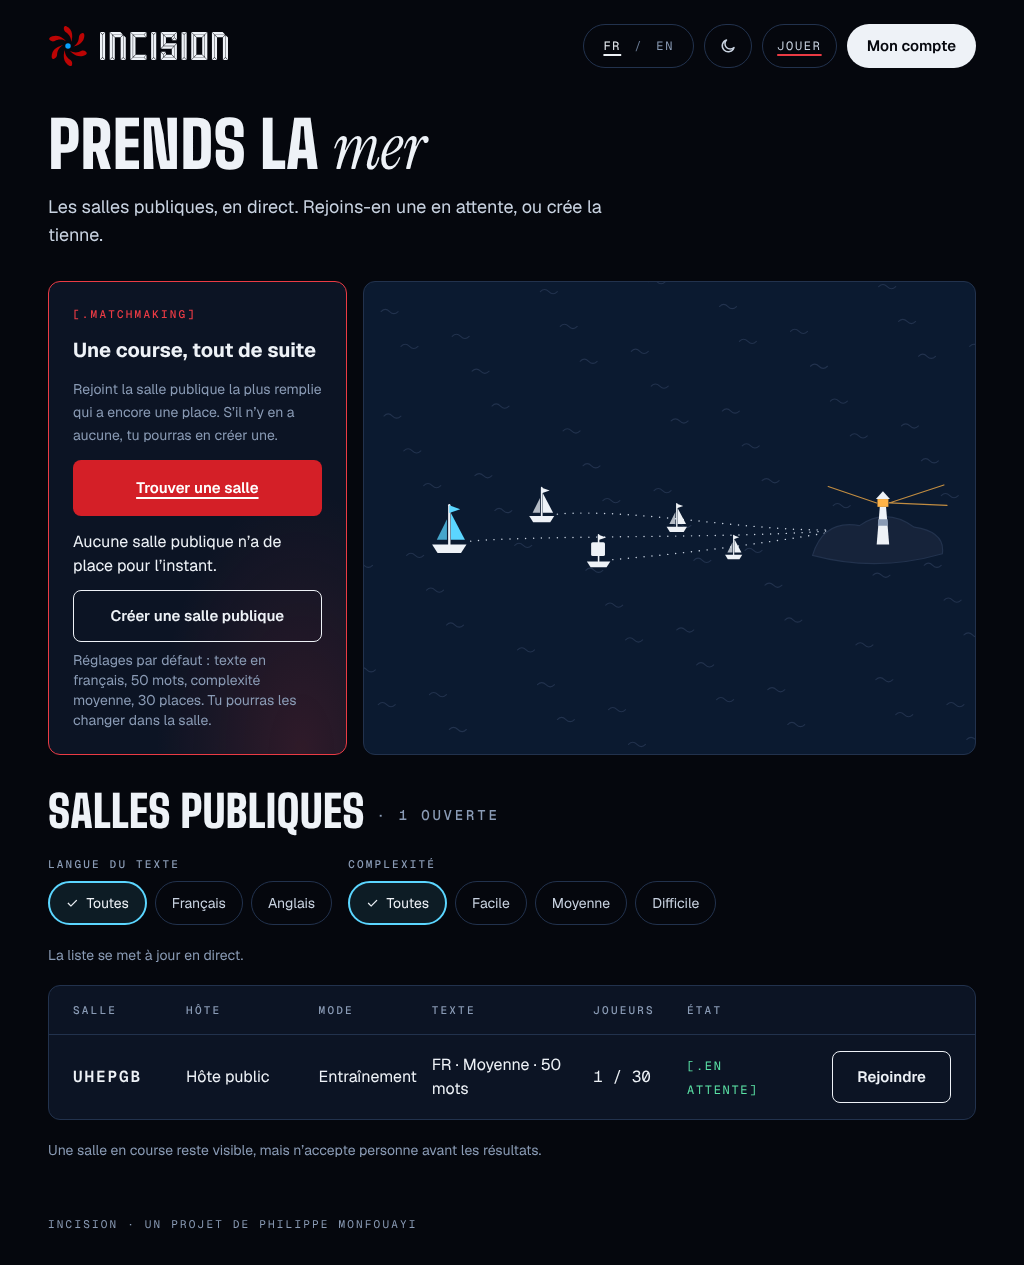 INCISION
FR / EN
JOUER
Mon compte
PRENDS LA mer
Les salles publiques, en direct. Rejoins-en une en attente, ou crée la
tienne.
[.MATCHMAKING]
Une course, tout de suite
Rejoint la salle publique la plus remplie
qui a encore une place. S’il n’y en a
aucune, tu pourras en créer une.
Trouver une salle
Aucune salle publique n’a de
place pour l’instant.
Créer une salle publique
Réglages par défaut : texte en
français, 50 mots, complexité
moyenne, 30 places. Tu pourras les
changer dans la salle.
SALLES PUBLIQUES · 1 OUVERTE
LANGUE DU TEXTE
✓ Toutes
Français
Anglais
COMPLEXITÉ
✓ Toutes
Facile
Moyenne
Difficile
La liste se met à jour en direct.
SALLE HÔTE MODE TEXTE JOUEURS ÉTAT
UHEPGB
Hôte public
Entraînement
FR · Moyenne · 50
mots
1 / 30
[.EN
ATTENTE]
Rejoindre
Une salle en course reste visible, mais n’accepte personne avant les résultats.
INCISION · UN PROJET DE PHILIPPE MONFOUAYI